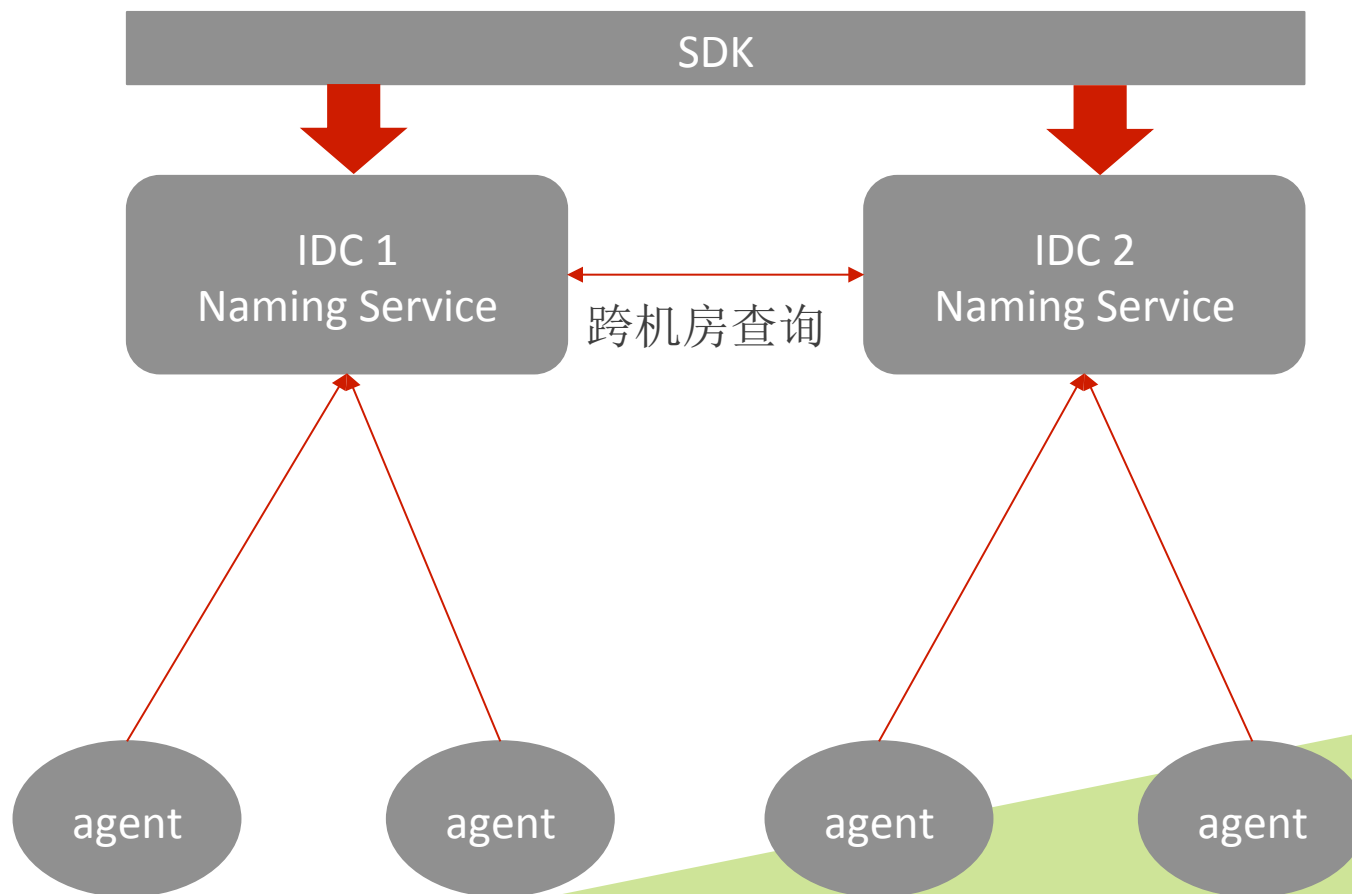 SDK
IDC 1
Naming Service
IDC 2
Naming Service
跨机房查询
agent
agent
agent
agent